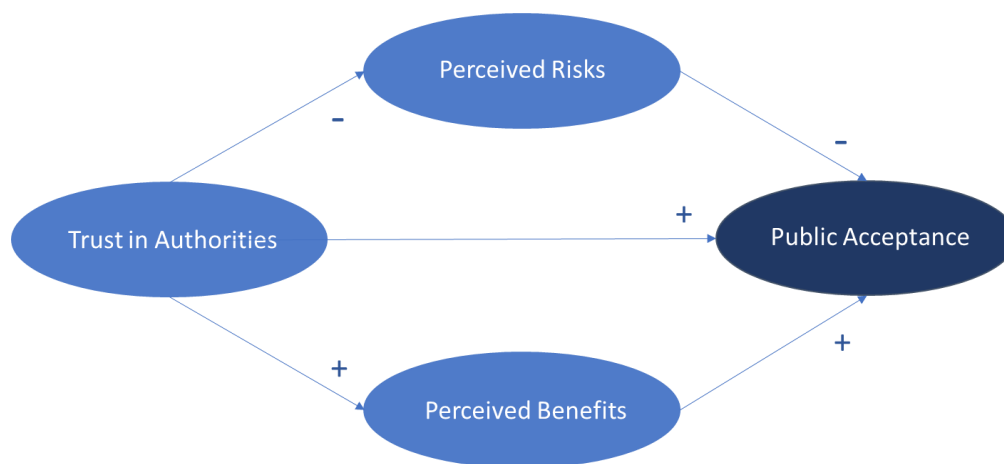 Perceived Risks
-
-
Trust in Authorities
+
Public Acceptance
+
+
Perceived Benefits